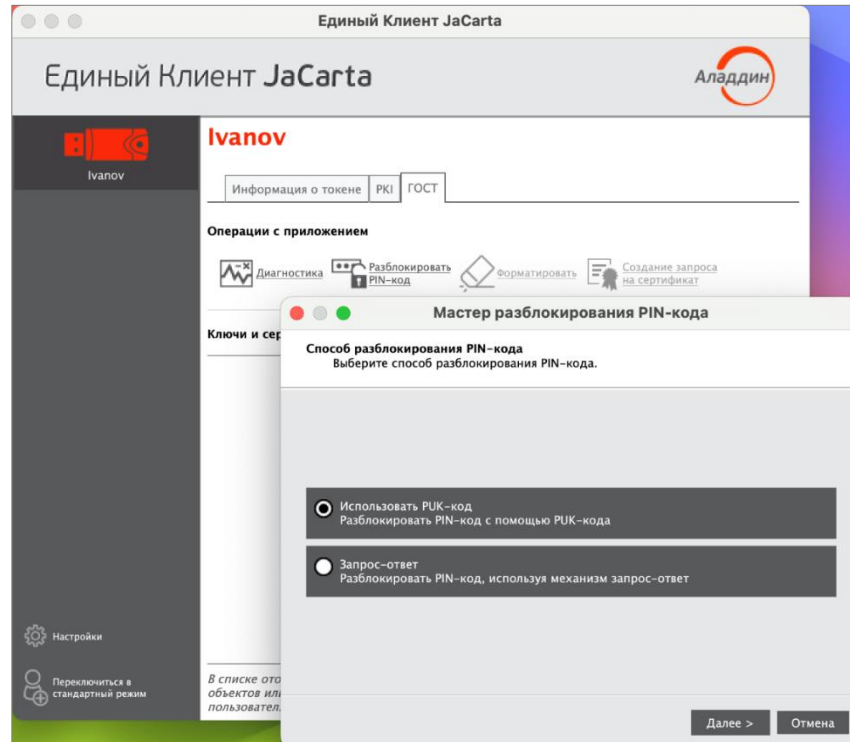 Единый Клиент JaCarta
Единый Клиент JaCarta
Аладдин
Ivanov
Ivanov
Информация о токене PKI ГОСТ
Операции с приложением
Диагностика
Разблокировать
PIN-код
Форматировать
Создание запроса
на сертификат
Ключи и сер
Мастер разблокирования PIN-кода
Способ разблокирования PIN-кода
Выберите способ разблокирования PIN-кода.
Использовать PUK-код
Разблокировать PIN-код с помощью PUK-кода
Запрос-ответ
Разблокировать PIN-код, используя механизм запрос-ответ
Настройки
Переключиться в
стандартный режим
В списке ото
объектов или
пользовател
Далее > Отмена